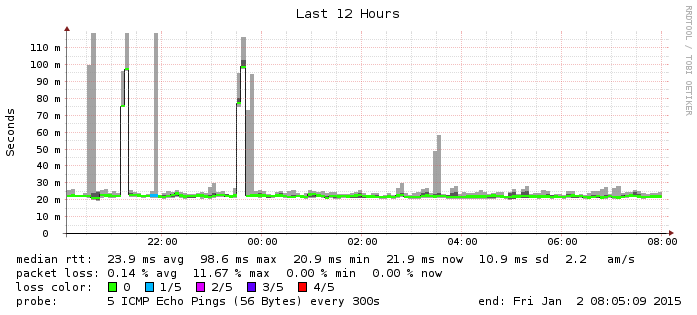 Last 12 Hours
RRDTOOL / TOBI OETIKER
Seconds
110 m
100 m
90 m
80 m
70 m
60 m
50 m
40 m
30 m
20 m
10 m
0
22:00 00:00 02:00 04:00 06:00 08:00
median rtt: 23.9 ms avg 98.6 ms max 20.9 ms min 21.9 ms now 10.9 ms sd 2.2 am/s
packet loss: 0.14 % avg 11.67 % max 0.00 % min 0.00 % now
loss color: 0 1/5 2/5 3/5 4/5
probe: 5 ICMP Echo Pings (56 Bytes) every 300s end: Fri Jan 2 08:05:09 2015